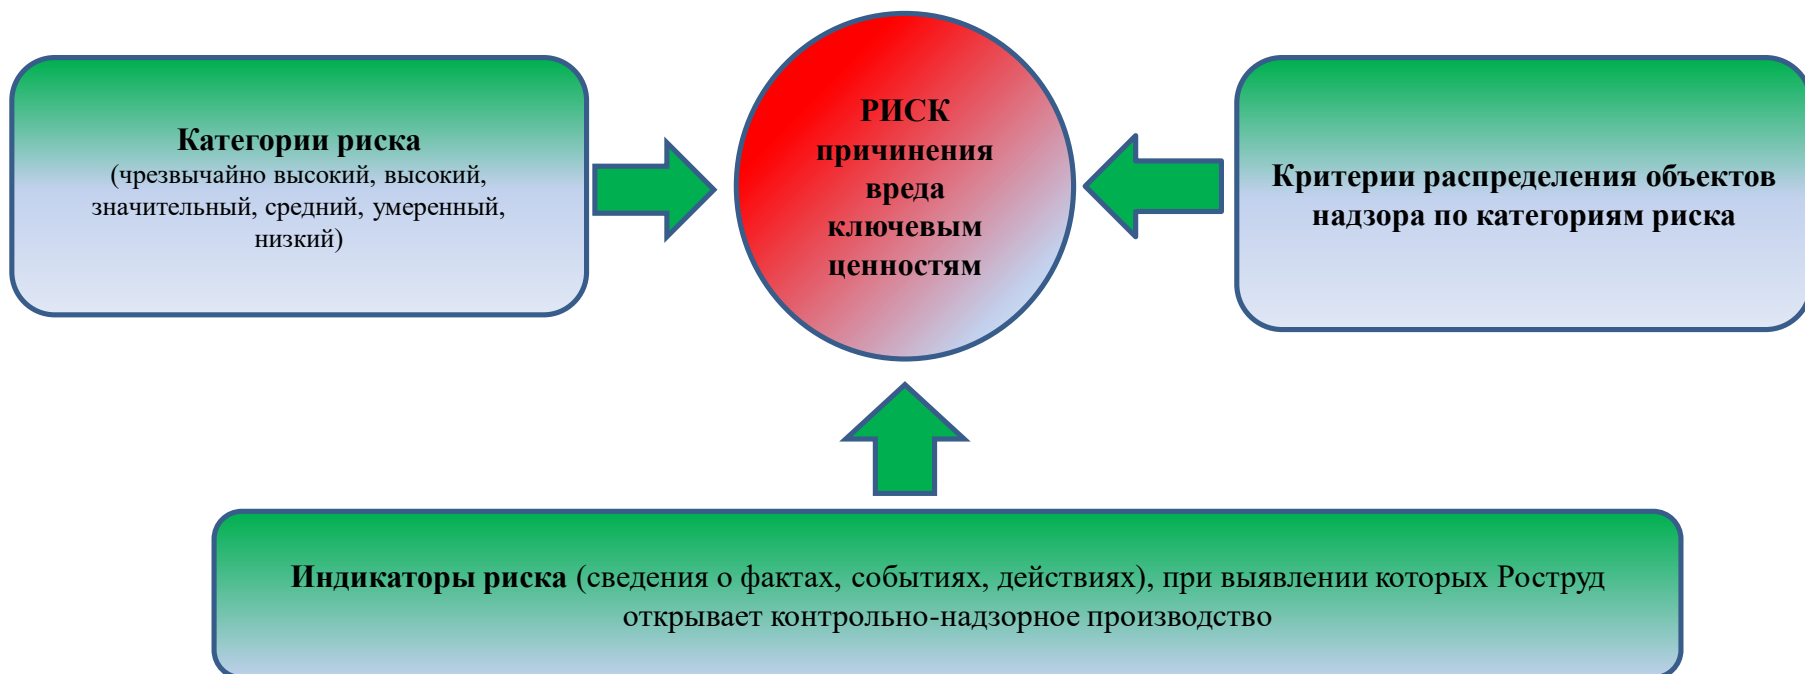 Категории риска
(чрезвычайно высокий, высокий,
значительный, средний, умеренный,
низкий)
РИСК
причинения
вреда
ключевым
ценностям
Критерии распределения объектов
надзора по категориям риска
Индикаторы риска (сведения о фактах, событиях, действиях), при выявлении которых Роструд
открывает контрольно-надзорное производство